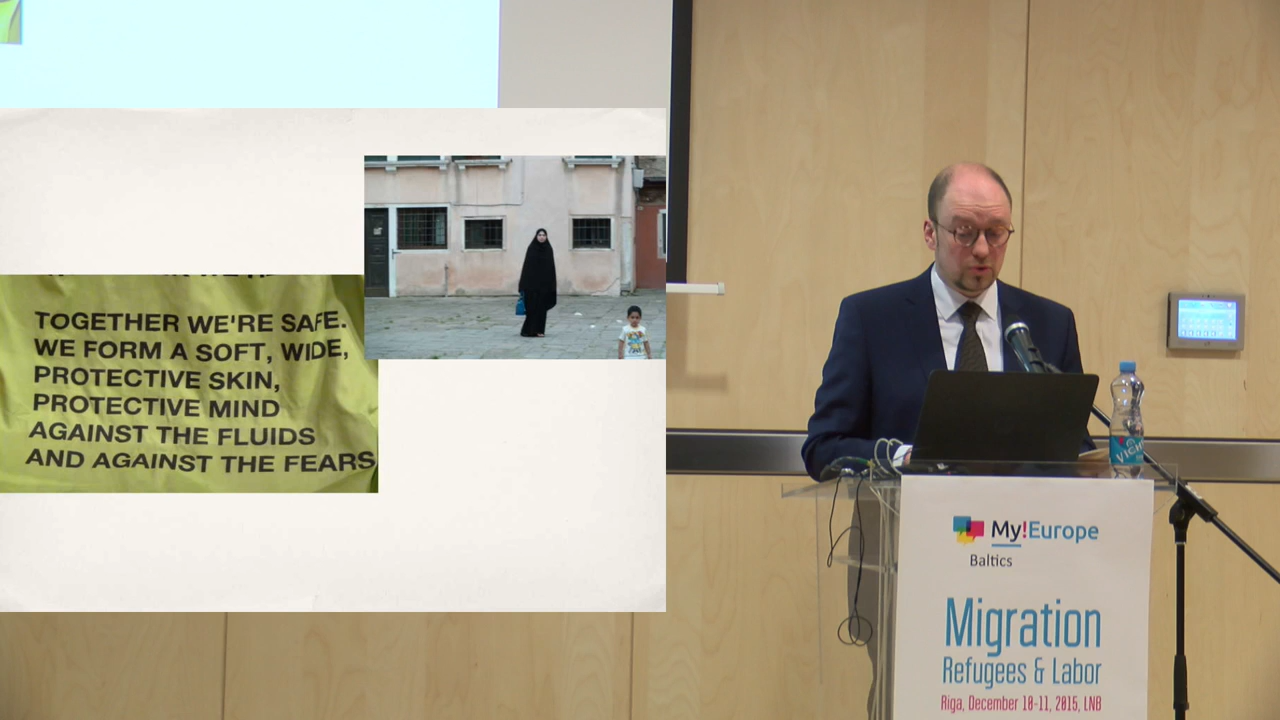 TOGETHER WE'RE SAFE.
WE FORM A SOFT, WIDE,
PROTECTIVE SKIN,
PROTECTIVE MIND
AGAINST THE FLUIDS
AND AGAINST THE FEARS
My!Europe
Baltics
Migration
Refugees & Labor
Riga, December 10-11, 2015, LNB